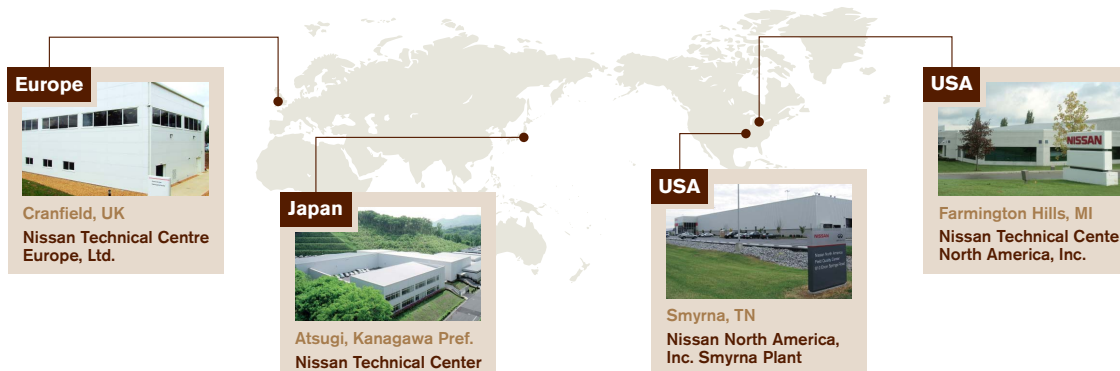 Europe
Cranfield, UK
Nissan Technical Centre
Europe, Ltd.
Japan
Atsugi, Kanagawa Pref.
Nissan Technical Center
USA
NISSAN
Smyrna, TN
Nissan North America,
Inc. Smyrna Plant
USA
NISSAN
Farmington Hills, MI
Nissan Technical Cente
North America, Inc.